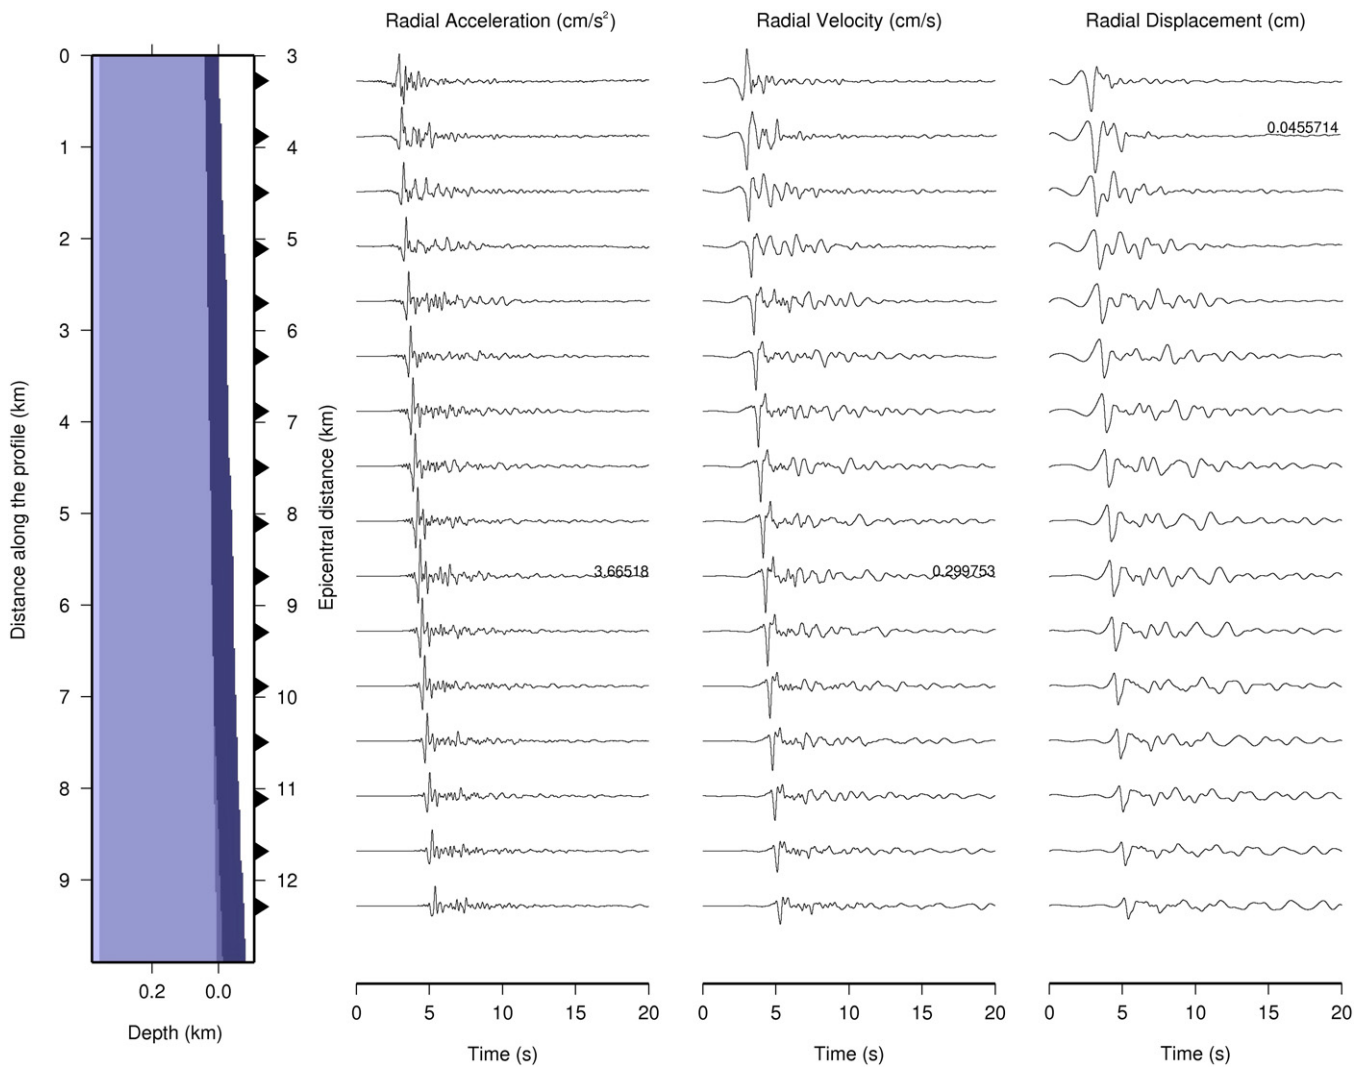 Radial Acceleration (cm/s²)
Radial Velocity (cm/s)
Radial Displacement (cm)
0
1
2
3
4
5
6
7
8
9
Distance along the profile (km)
0.2
0.0
Depth (km)
3
4
5
6
7
8
9
10
11
12
Epicentral distance (km)
3.66518
0 5 10 15 20
Time (s)
0.299753
0 5 10 15 20
Time (s)
0.0455714
0 5 10 15 20
Time (s)